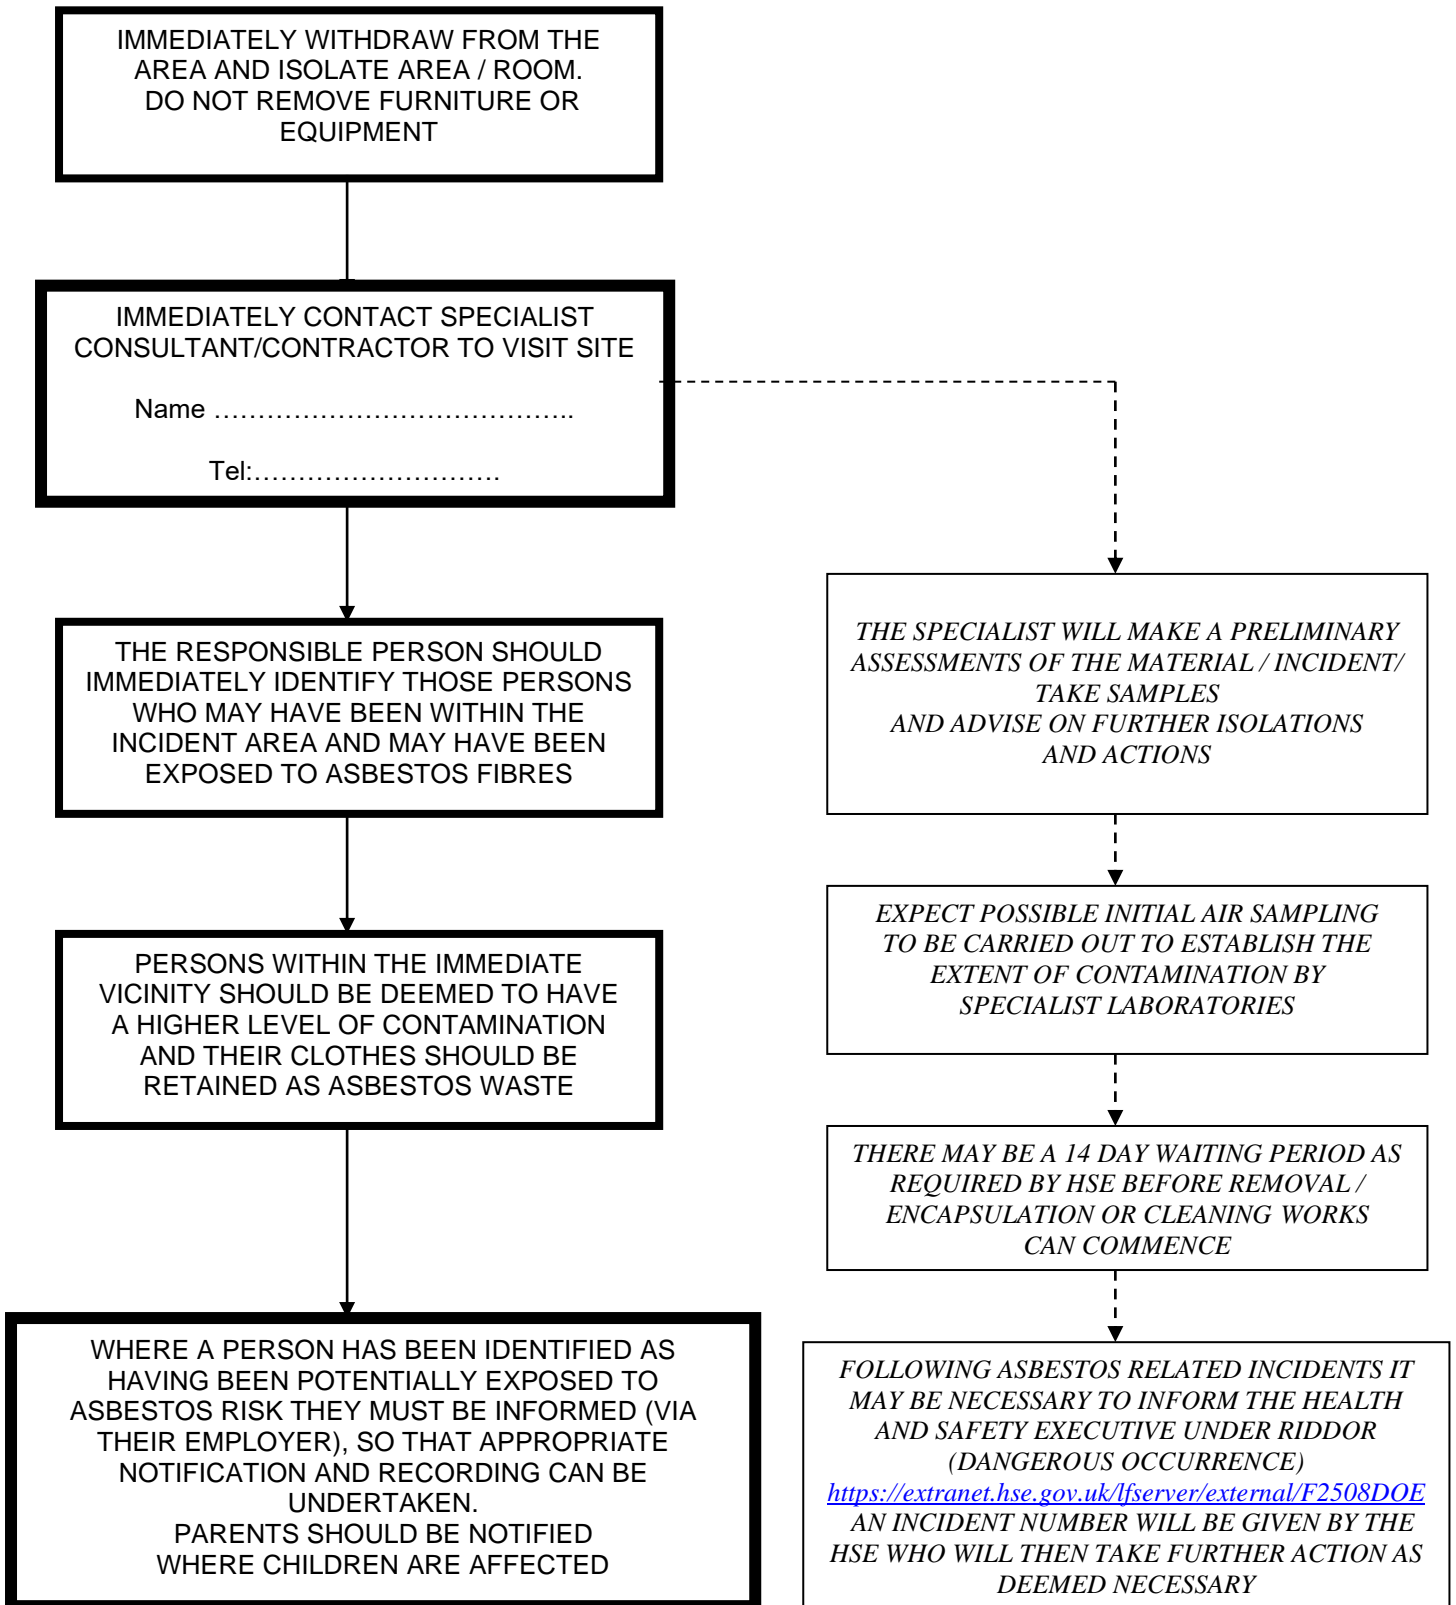 IMMEDIATELY WITHDRAW FROM THE
AREA AND ISOLATE AREA / ROOM.
DO NOT REMOVE FURNITURE OR
EQUIPMENT
IMMEDIATELY CONTACT SPECIALIST
CONSULTANT/CONTRACTOR TO VISIT SITE
Name ……………………………………..
Tel:……………………….
THE RESPONSIBLE PERSON SHOULD
IMMEDIATELY IDENTIFY THOSE PERSONS
WHO MAY HAVE BEEN WITHIN THE
INCIDENT AREA AND MAY HAVE BEEN
EXPOSED TO ASBESTOS FIBRES
PERSONS WITHIN THE IMMEDIATE
VICINITY SHOULD BE DEEMED TO HAVE
A HIGHER LEVEL OF CONTAMINATION
AND THEIR CLOTHES SHOULD BE
RETAINED AS ASBESTOS WASTE
WHERE A PERSON HAS BEEN IDENTIFIED AS
HAVING BEEN POTENTIALLY EXPOSED TO
ASBESTOS RISK THEY MUST BE INFORMED (VIA
THEIR EMPLOYER), SO THAT APPROPRIATE
NOTIFICATION AND RECORDING CAN BE
UNDERTAKEN.
PARENTS SHOULD BE NOTIFIED
WHERE CHILDREN ARE AFFECTED
THE SPECIALIST WILL MAKE A PRELIMINARY
ASSESSMENTS OF THE MATERIAL / INCIDENT/
TAKE SAMPLES
AND ADVISE ON FURTHER ISOLATIONS
AND ACTIONS
EXPECT POSSIBLE INITIAL AIR SAMPLING
TO BE CARRIED OUT TO ESTABLISH THE
EXTENT OF CONTAMINATION BY
SPECIALIST LABORATORIES
THERE MAY BE A 14 DAY WAITING PERIOD AS
REQUIRED BY HSE BEFORE REMOVAL /
ENCAPSULATION OR CLEANING WORKS
CAN COMMENCE
FOLLOWING ASBESTOS RELATED INCIDENTS IT
MAY BE NECESSARY TO INFORM THE HEALTH
AND SAFETY EXECUTIVE UNDER RIDDOR
(DANGEROUS OCCURRENCE)
https://extranet.hse.gov.uk/lfserver/external/F2508DOE
AN INCIDENT NUMBER WILL BE GIVEN BY THE
HSE WHO WILL THEN TAKE FURTHER ACTION AS
DEEMED NECESSARY